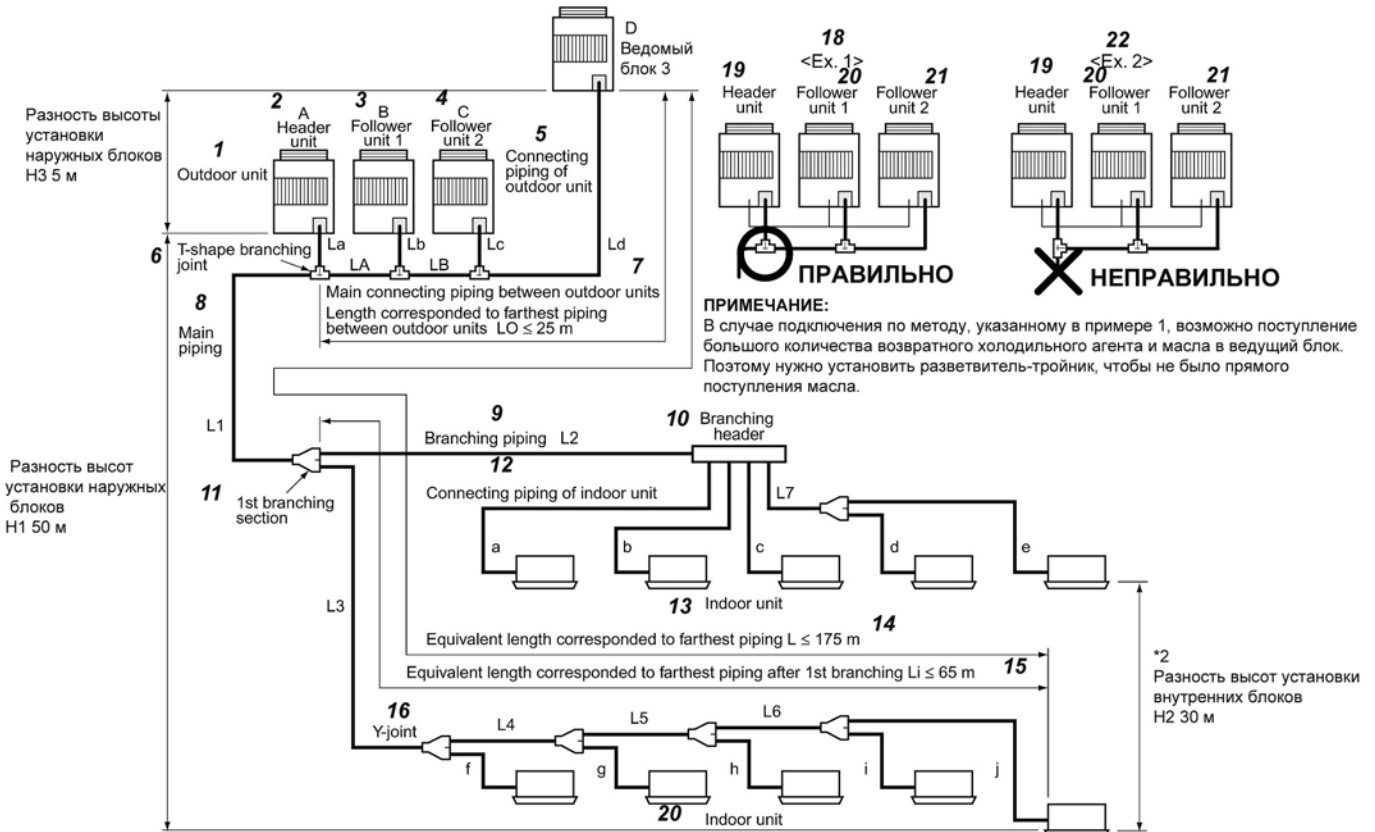 D
Ведомый
блок 3
Разность высоты
установки
наружных блоков
H3 5 м
1
Outdoor unit
2
A
Header
unit
3
B
Follower
unit 1
4
C
Follower
unit 2
5
Connecting
piping of
outdoor unit
6
T-shape branching
joint
La
Lb
Lc
Ld
LA
LB
7
Main connecting piping between outdoor units
Length corresponded to farthest piping
between outdoor units LO ≤ 25 m
8
Main
piping
18
<Ex. 1>
19
Header
unit
20
Follower
unit 1
21
Follower
unit 2
ПРАВИЛЬНО
22
<Ex. 2>
19
Header
unit
20
Follower
unit 1
21
Follower
unit 2
НЕПРАВИЛЬНО
ПРИМЕЧАНИЕ:
В случае подключения по методу, указанному в примере 1, возможно поступление
большого количества возвратного холодильного агента и масла в ведущий блок.
Поэтому нужно установить разветвитель-тройник, чтобы не было прямого
поступления масла.
L1
9
Branching piping L2
10
Branching
header
11
1st branching
section
12
Connecting piping of indoor unit
L7
Разность высот
установки наружных
блоков
H1 50 м
a
b
c
d
e
13 Indoor unit
L3
14
Equivalent length corresponded to farthest piping L ≤ 175 m
15
Equivalent length corresponded to farthest piping after 1st branching Li ≤ 65 m
*2
Разность высот установки
внутренних блоков
H2 30 м
16
Y-joint
L4
L5
L6
f
g
h
i
j
20 Indoor unit